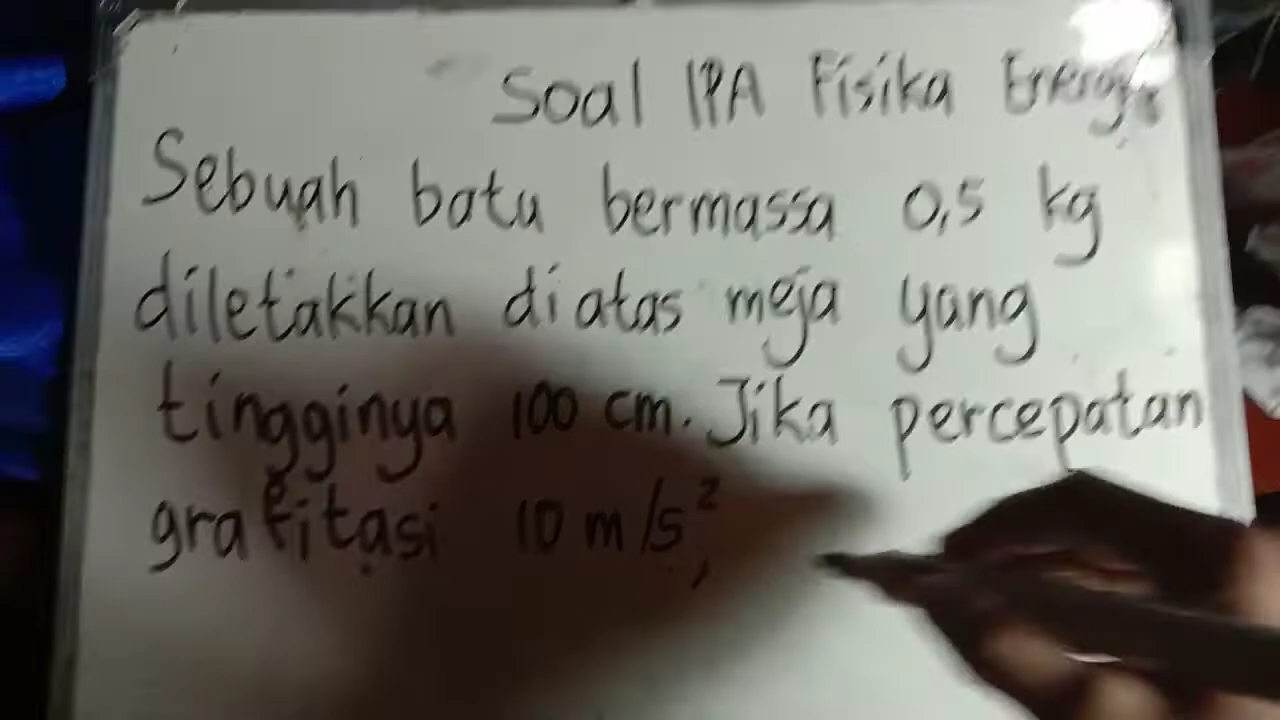 Soal IPA Fisika Energi
Sebuah batu bermassa 0,5 kg
diletakkan diatas meja yang
tingginya 100 cm. Jika percepatan
grafitasi 10 m/s²,